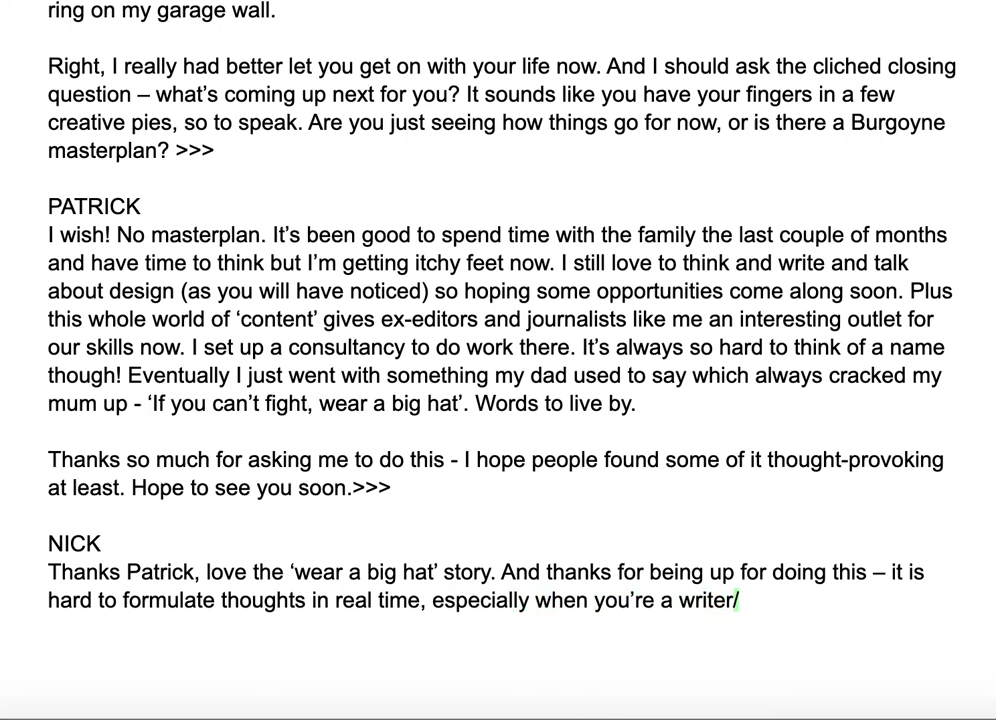 ring on my garage wall.
Right, I really had better let you get on with your life now. And I should ask the cliched closing
question – what’s coming up next for you? It sounds like you have your fingers in a few
creative pies, so to speak. Are you just seeing how things go for now, or is there a Burgoyne
masterplan? >>>
PATRICK
I wish! No masterplan. It’s been good to spend time with the family the last couple of months
and have time to think but I’m getting itchy feet now. I still love to think and write and talk
about design (as you will have noticed) so hoping some opportunities come along soon. Plus
this whole world of ‘content’ gives ex-editors and journalists like me an interesting outlet for
our skills now. I set up a consultancy to do work there. It’s always so hard to think of a name
though! Eventually I just went with something my dad used to say which always cracked my
mum up - ‘If you can’t fight, wear a big hat’. Words to live by.
Thanks so much for asking me to do this - I hope people found some of it thought-provoking
at least. Hope to see you soon.>>>
NICK
Thanks Patrick, love the ‘wear a big hat’ story. And thanks for being up for doing this – it is
hard to formulate thoughts in real time, especially when you’re a writer/